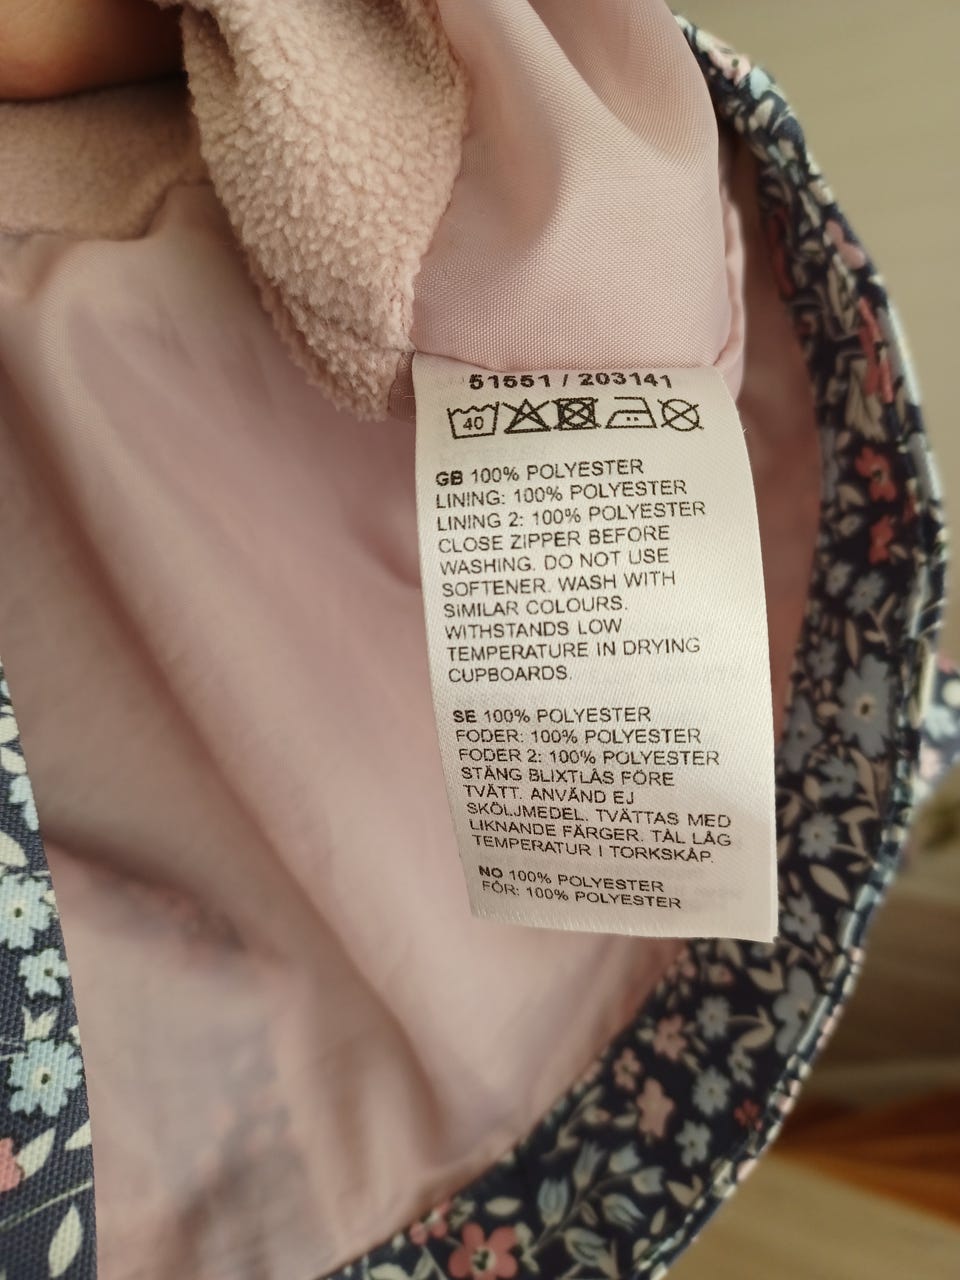 51551 / 203141
40
GB 100% POLYESTER
LINING: 100% POLYESTER
LINING 2: 100% POLYESTER
CLOSE ZIPPER BEFORE
WASHING. DO NOT USE
SOFTENER. WASH WITH
SIMILAR COLOURS.
WITHSTANDS LOW
TEMPERATURE IN DRYING
CUPBOARDS.
SE 100% POLYESTER
FODER: 100% POLYESTER
FODER 2: 100% POLYESTER
STÄNG BLIXTLÅS FÖRE
TVÄTT. ANVÄND EJ
SKÖLJMEDEL. TVÄTTAS MED
LIKNANDE FÄRGER. TÅL LÅG
TEMPERATUR I TORKSKÅP.
NO 100% POLYESTER
FÔR: 100% POLYESTER